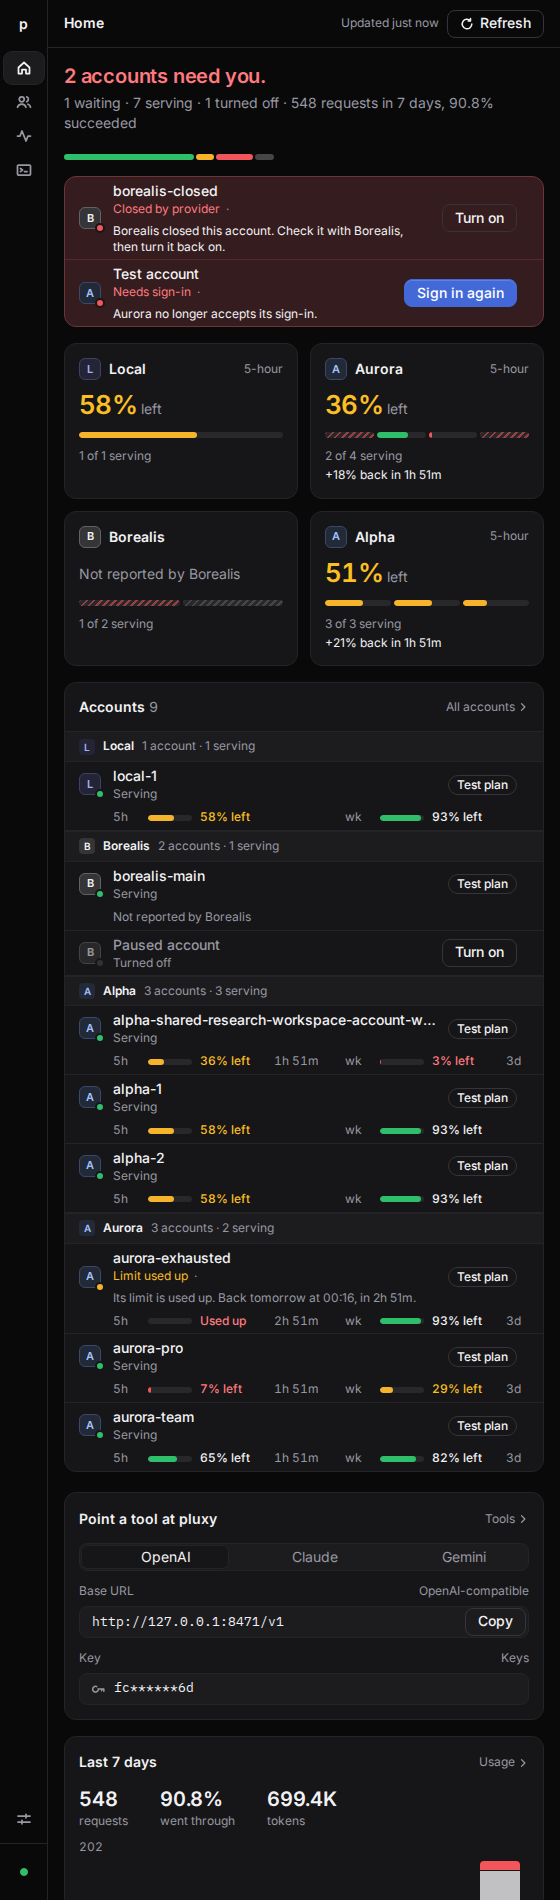 p
Home
Updated just now
Refresh
2 accounts need you.
1 waiting · 7 serving · 1 turned off · 548 requests in 7 days, 90.8%
succeeded
B
borealis-closed
Closed by provider ·
Borealis closed this account. Check it with Borealis,
then turn it back on.
Turn on
A
Test account
Needs sign-in ·
Aurora no longer accepts its sign-in.
Sign in again
L Local 5-hour
58% left
1 of 1 serving
A Aurora 5-hour
36% left
2 of 4 serving
+18% back in 1h 51m
B Borealis
Not reported by Borealis
1 of 2 serving
A Alpha 5-hour
51% left
3 of 3 serving
+21% back in 1h 51m
Accounts 9 All accounts
L Local 1 account · 1 serving
L local-1 Test plan
Serving
5h 58% left wk 93% left
B Borealis 2 accounts · 1 serving
B borealis-main Test plan
Serving
Not reported by Borealis
B Paused account Turn on
Turned off
A Alpha 3 accounts · 3 serving
A alpha-shared-research-workspace-account-w... Test plan
Serving
5h 36% left 1h 51m wk 3% left 3d
A alpha-1 Test plan
Serving
5h 58% left wk 93% left
A alpha-2 Test plan
Serving
5h 58% left wk 93% left
A Aurora 3 accounts · 2 serving
A aurora-exhausted Test plan
Limit used up ·
Its limit is used up. Back tomorrow at 00:16, in 2h 51m.
5h Used up 2h 51m wk 93% left 3d
A aurora-pro Test plan
Serving
5h 7% left 1h 51m wk 29% left 3d
A aurora-team Test plan
Serving
5h 65% left 1h 51m wk 82% left 3d
Point a tool at pluxy Tools
OpenAI Claude Gemini
Base URL OpenAI-compatible
http://127.0.0.1:8471/v1 Copy
Key Keys
fc******6d
Last 7 days Usage
548 90.8% 699.4K
requests went through tokens
202